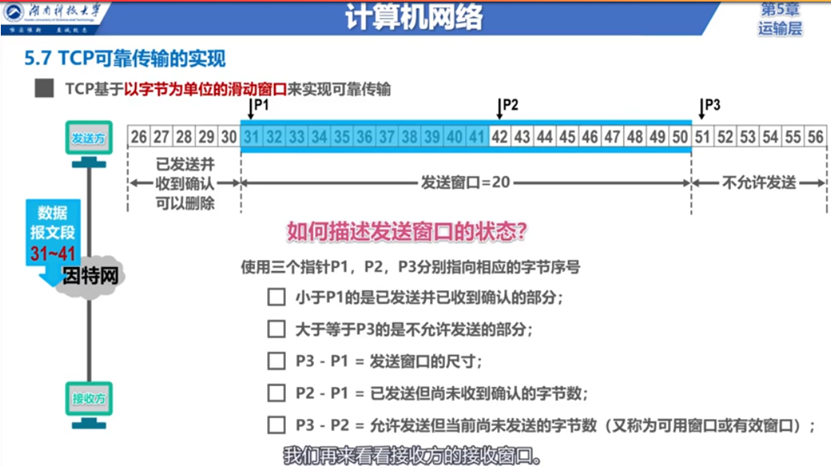 湖南科技大学
计算机网络
第5章
运输层
5.7 TCP可靠传输的实现
TCP基于以字节为单位的滑动窗口来实现可靠传输
P1 P2 P3
发送方
26 27 28 29 30 31 32 33 34 35 36 37 38 39 40 41 42 43 44 45 46 47 48 49 50 51 52 53 54 55 56
已发送并
收到确认
可以删除
发送窗口=20
不允许发送
数据
报文段
31~41
因特网
接收方
如何描述发送窗口的状态?
使用三个指针P1,P2,P3分别指向相应的字节序号
小于P1的是已发送并已收到确认的部分;
大于等于P3的是不允许发送的部分;
P3 - P1 = 发送窗口的尺寸;
P2 - P1 = 已发送但尚未收到确认的字节数;
P3 - P2 = 允许发送但当前尚未发送的字节数(又称为可用窗口或有效窗口);
我们再来看看接收方的接收窗口。